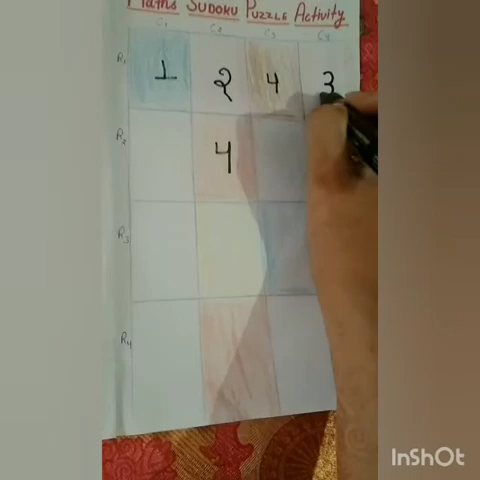 Maths SUDOKU PUZZLE Activity
C1 C2 C3 C4
R1 1 2 4 3
R2 4
R3
R4
InShOt